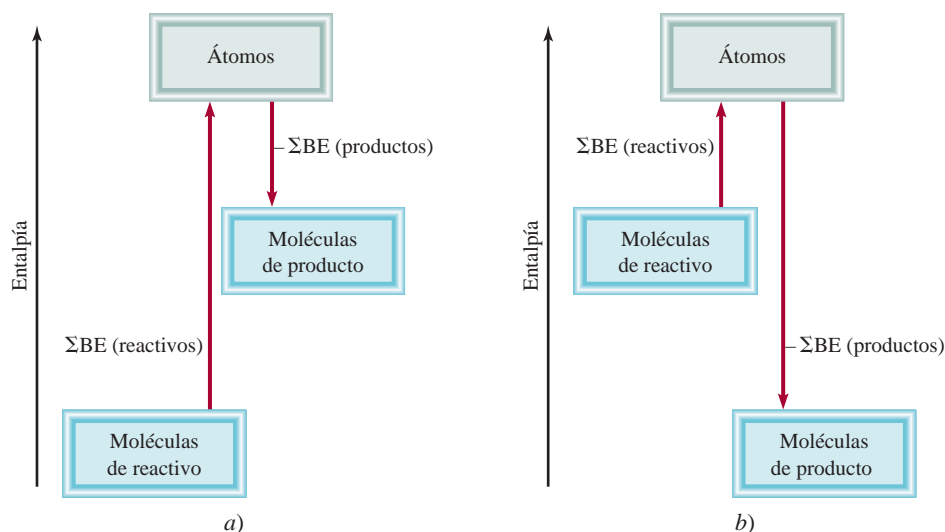 Entalpía
Átomos
– ΣBE (productos)
Moléculas
de producto
ΣBE (reactivos)
Moléculas
de reactivo
a)
Entalpía
Átomos
ΣBE (reactivos)
Moléculas
de reactivo
– ΣBE (productos)
Moléculas
de producto
b)